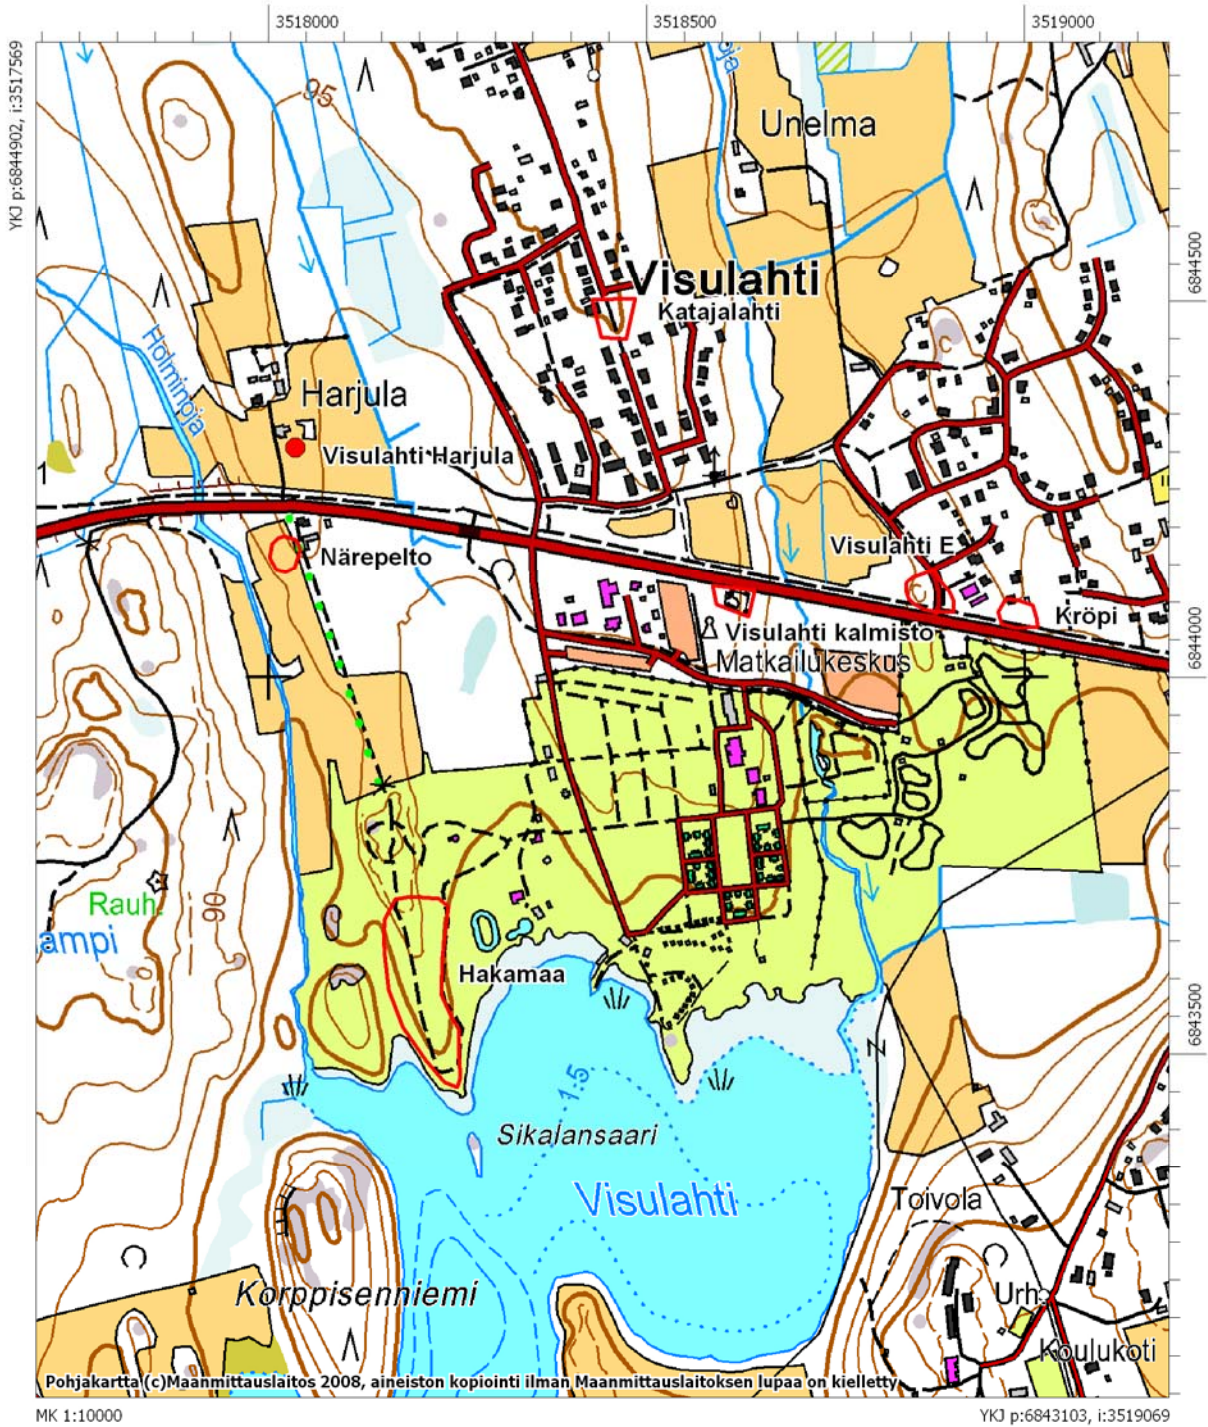 3518000
3518500
3519000
YKJ p:6844902, i:3517569
95
oja
Unelma
6844500
Visulahti
Katajalahti
Holminoja
Harjula
Visulahti Harjula
Visulahti E
Närepelto
Kröpi
Visulahti kalmisto
Matkailukeskus
6844000
Rauh.
90
ampi
Hakamaa
6843500
1.5
Sikalansaari
Visulahti
Toivola
Korppisenniemi
Urh.
Koulukoti
Pohjakartta (c)Maanmittauslaitos 2008, aineiston kopiointi ilman Maanmittauslaitoksen lupaa on kielletty
MK 1:10000
YKJ p:6843103, i:3519069